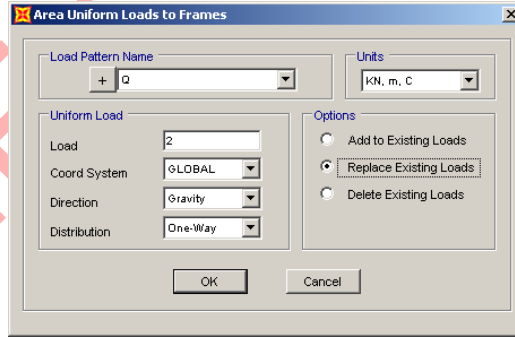 Area Uniform Loads to Frames
Load Pattern Name
+ Q
Units
KN, m, C
Uniform Load
Load 2
Coord System GLOBAL
Direction Gravity
Distribution One-Way
Options
Add to Existing Loads
Replace Existing Loads
Delete Existing Loads
OK Cancel